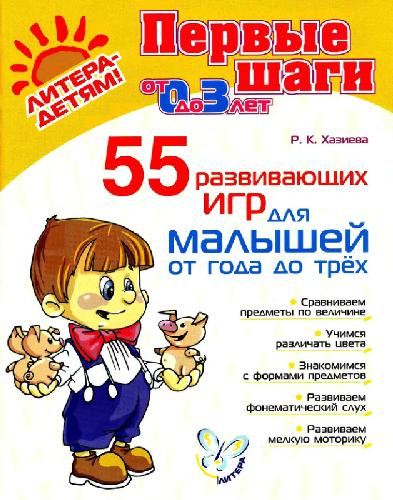 ЛИТЕРА-
ДЕТЯМ!
Первые
шаги
от 0 до 3 лет
Р. К. Хазиева
55 развивающих
игр для
малышей
от года до трёх
Сравниваем
предметы по величине
Учимся
различать цвета
Знакомимся
с формами предметов
Развиваем
фонематический слух
Развиваем
мелкую моторику
ЛИТЕРА